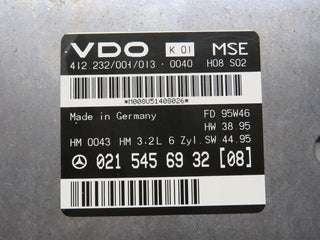 VDO K 01 MSE
412.232/001/013 - 0040 H08 S02
*M008U51408026*
Made in Germany FD 95W46
HW 38.95
HM 0043 HM 3.2L 6 Zyl. SW 44.95
021 545 69 32 [08]